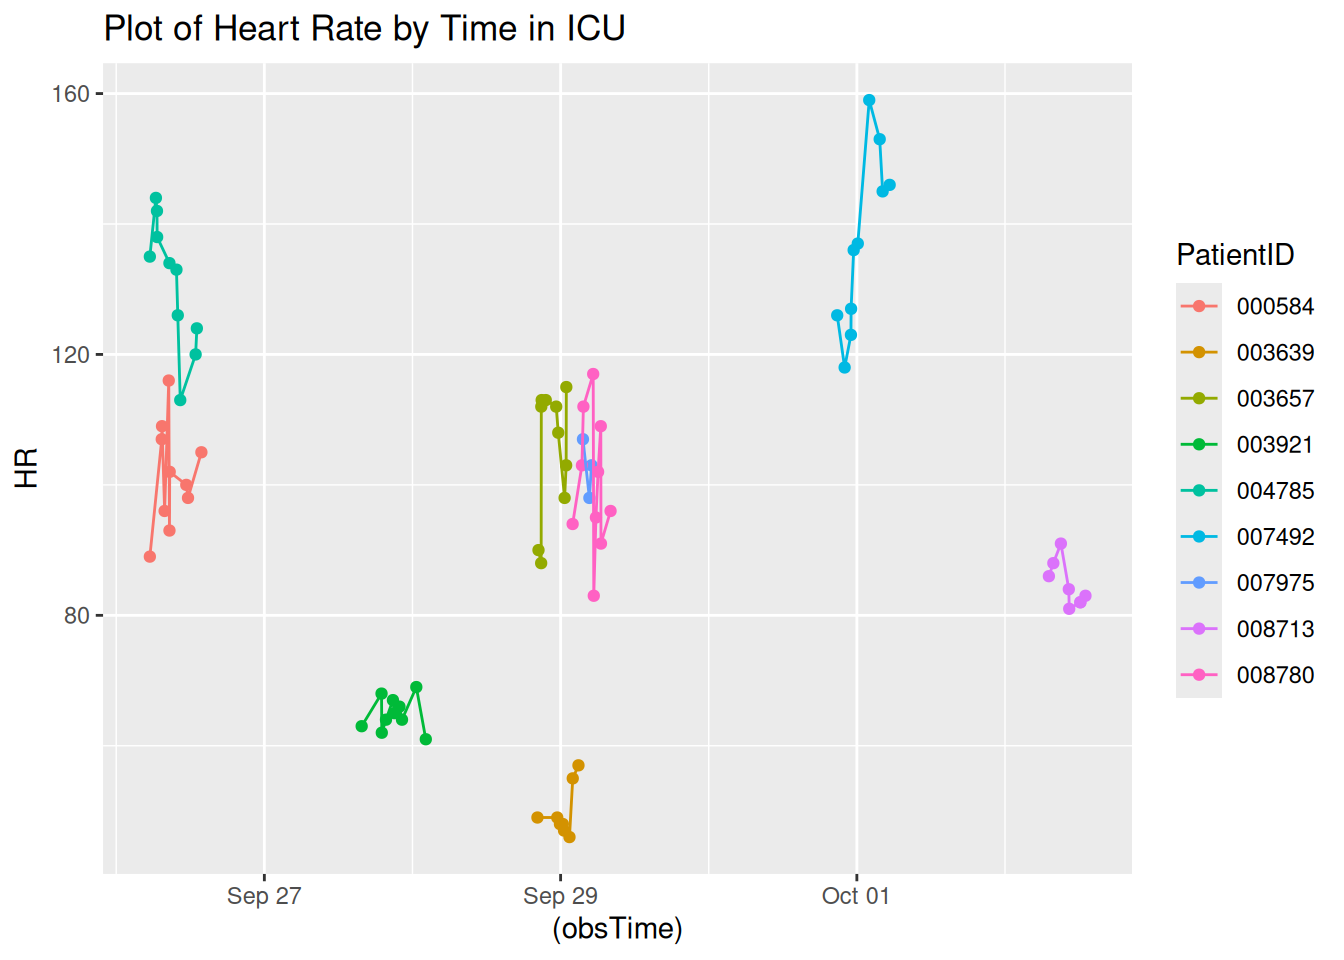 Plot of Heart Rate by Time in ICU
HR
160
120
80
Sep 27
Sep 29
Oct 01
(obsTime)
PatientID
000584
003639
003657
003921
004785
007492
007975
008713
008780